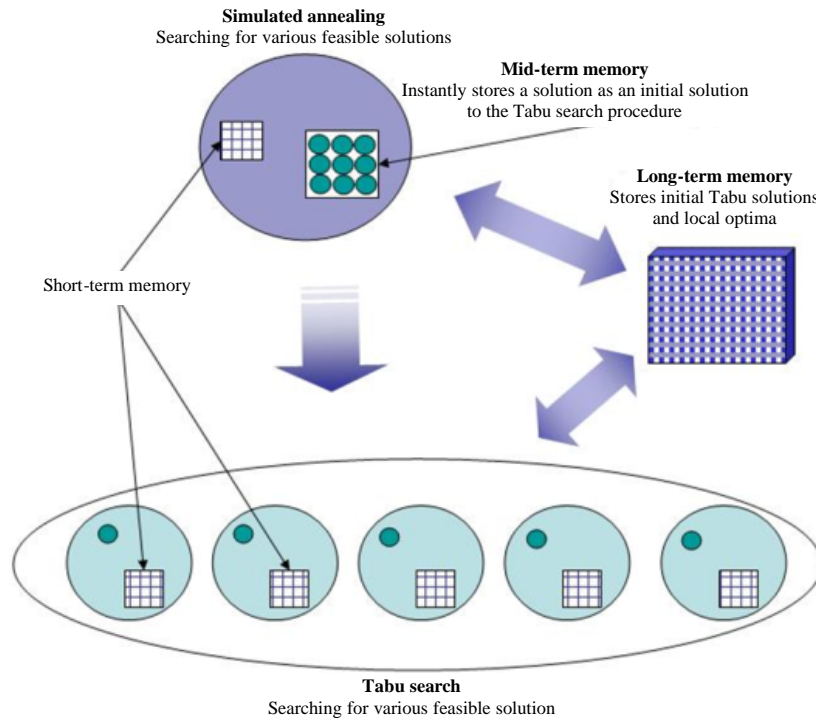 Simulated annealing
Searching for various feasible solutions
Mid-term memory
Instantly stores a solution as an initial solution
to the Tabu search procedure
Long-term memory
Stores initial Tabu solutions
and local optima
Short-term memory
Tabu search
Searching for various feasible solution